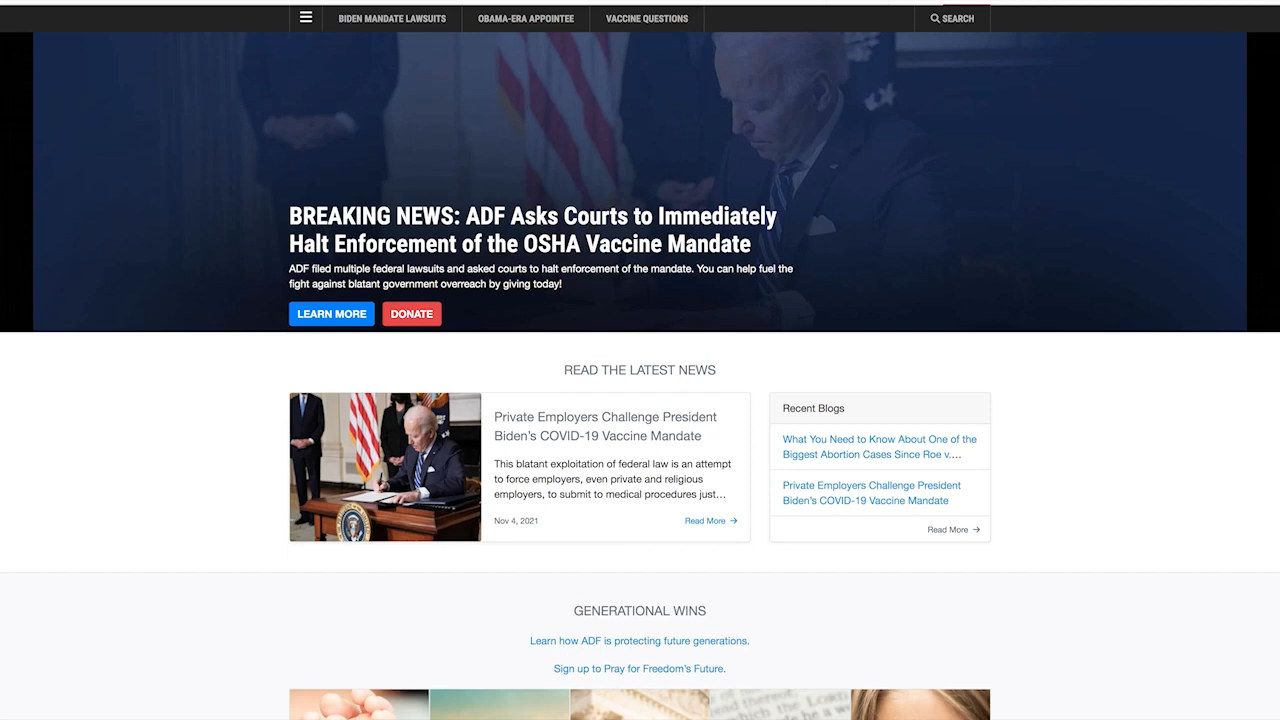 BIDEN MANDATE LAWSUITS
OBAMA-ERA APPOINTEE
VACCINE QUESTIONS
SEARCH
BREAKING NEWS: ADF Asks Courts to Immediately
Halt Enforcement of the OSHA Vaccine Mandate
ADF filed multiple federal lawsuits and asked courts to halt enforcement of the mandate. You can help fuel the
fight against blatant government overreach by giving today!
LEARN MORE
DONATE
READ THE LATEST NEWS
Private Employers Challenge President
Biden's COVID-19 Vaccine Mandate
This blatant exploitation of federal law is an attempt
to force employers, even private and religious
employers, to submit to medical procedures just…
Nov 4, 2021
Read More →
Recent Blogs
What You Need to Know About One of the
Biggest Abortion Cases Since Roe v.…
Private Employers Challenge President
Biden's COVID-19 Vaccine Mandate
Read More →
GENERATIONAL WINS
Learn how ADF is protecting future generations.
Sign up to Pray for Freedom's Future.